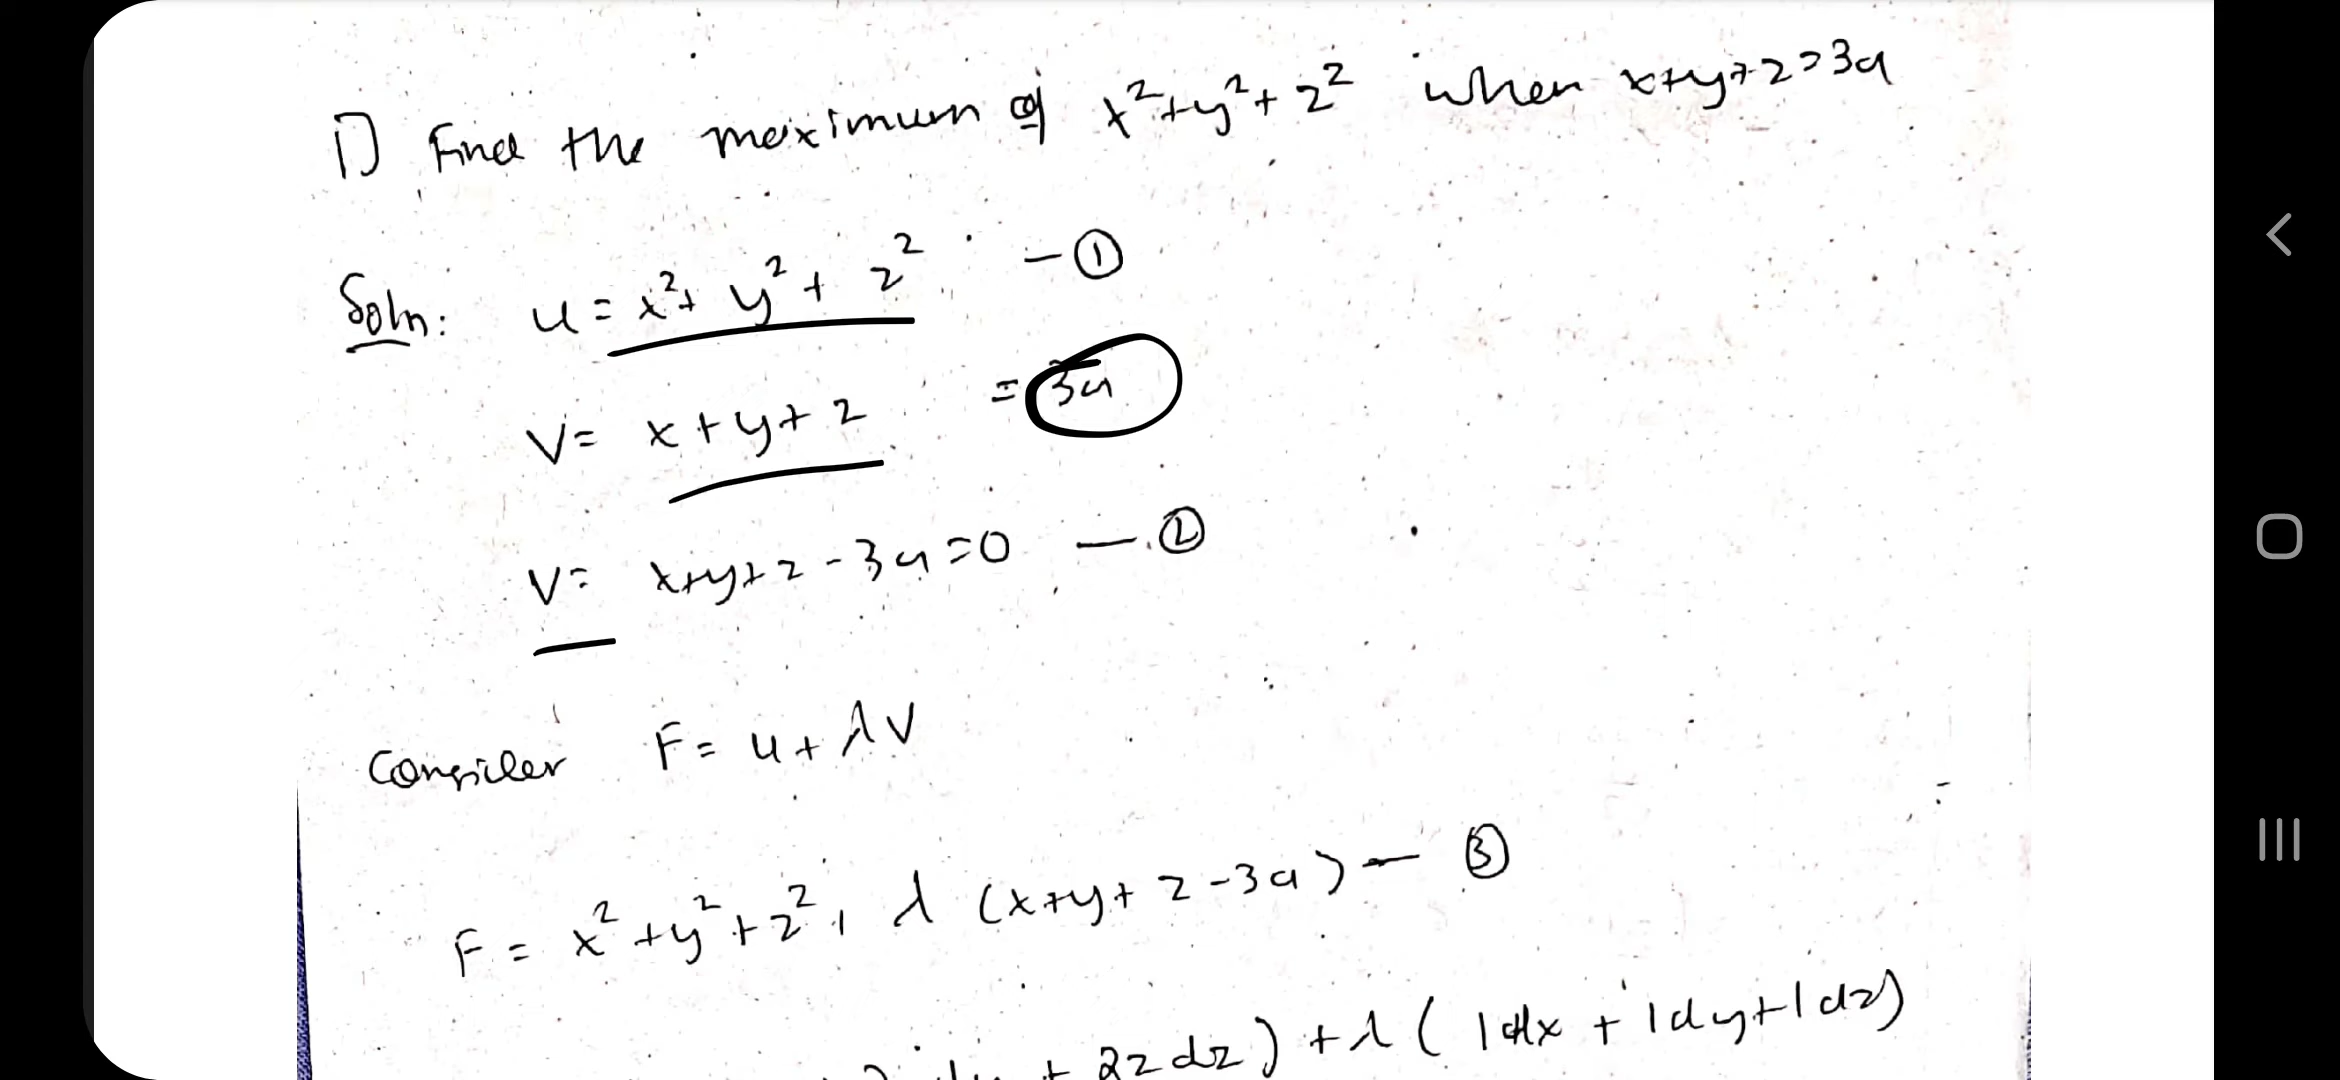 1) Find the maximum of x²+y²+z² when x+y+z=3a
Soln: u = x²+ y²+ z² - ①
V= x+y+z = 3a
V= x+y+z-3a=0 — ②
Consider F= u+λV
F = x²+y²+z²+ λ (x+y+z-3a) — ③
+ 2zdz) +λ( 1dx + 1dy+1dz)